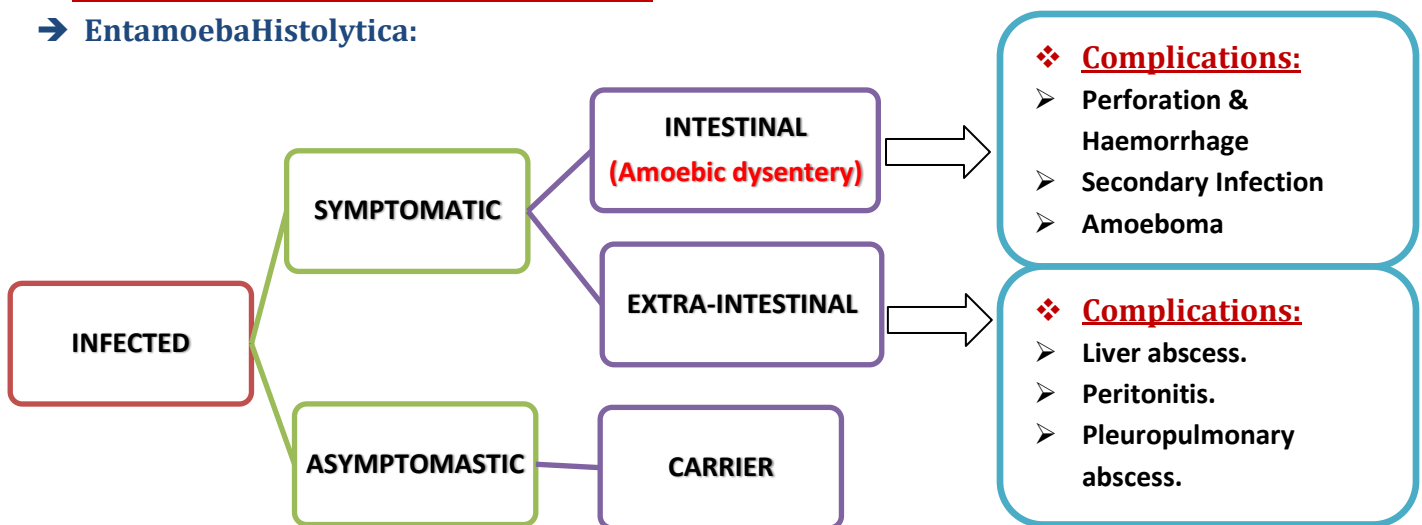 ➔ EntamoebaHistolytica:
INFECTED
SYMPTOMATIC
ASYMPTOMASTIC
INTESTINAL
(Amoebic dysentery)
EXTRA-INTESTINAL
CARRIER
❖ Complications:
➢ Perforation &
Haemorrhage
➢ Secondary Infection
➢ Amoeboma
❖ Complications:
➢ Liver abscess.
➢ Peritonitis.
➢ Pleuropulmonary
abscess.